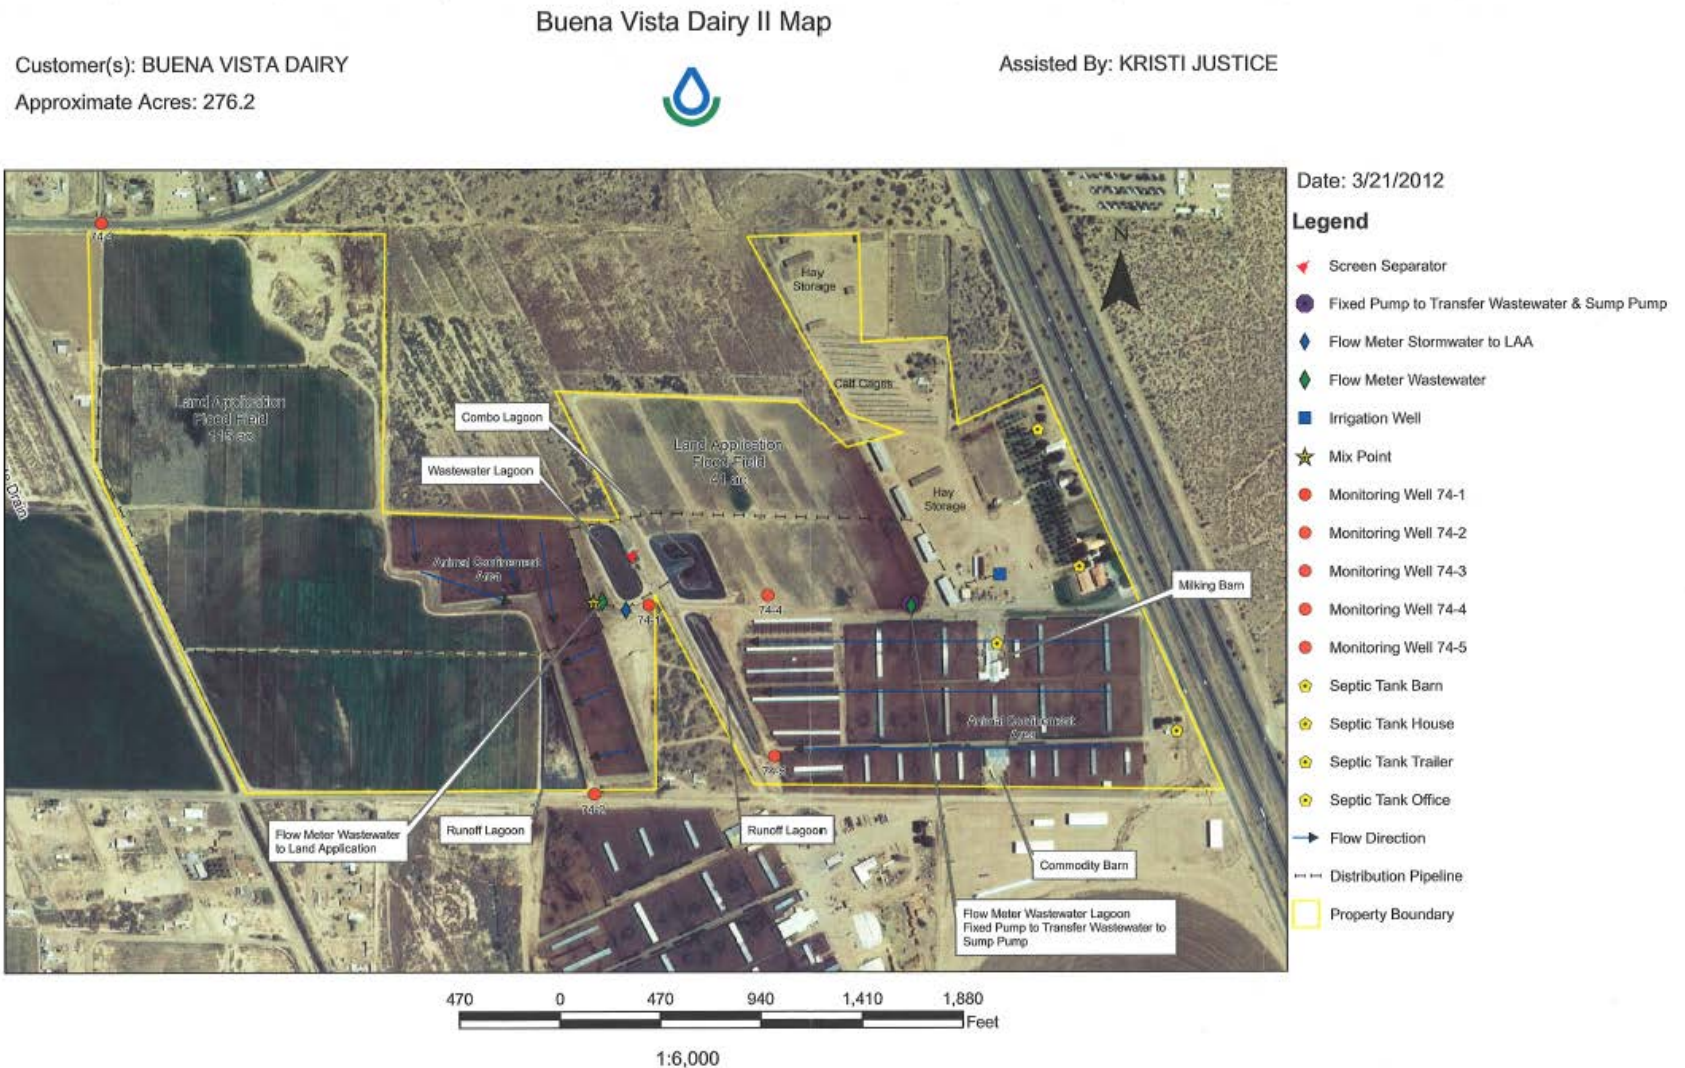 Buena Vista Dairy II Map
Customer(s): BUENA VISTA DAIRY
Assisted By: KRISTI JUSTICE
Approximate Acres: 276.2
Date: 3/21/2012
Legend
Screen Separator
Fixed Pump to Transfer Wastewater & Sump Pump
Flow Meter Stormwater to LAA
Flow Meter Wastewater
Irrigation Well
Mix Point
Monitoring Well 74-1
Monitoring Well 74-2
Monitoring Well 74-3
Monitoring Well 74-4
Monitoring Well 74-5
Septic Tank Barn
Septic Tank House
Septic Tank Trailer
Septic Tank Office
Flow Direction
Distribution Pipeline
Property Boundary
N
Hay
Storage
Calf Cages
Land Application
Flood Field
115 ac
Combo Lagoon
Land Application
Flood Field
41 ac
Wastewater Lagoon
Hay
Storage
Drain
Animal Confinement
Area
Milking Barn
74-4
74-1
Animal Confinement
Area
74-2
Flow Meter Wastewater
to Land Application
Runoff Lagoon
Runoff Lagoon
Commodity Barn
Flow Meter Wastewater Lagoon
Fixed Pump to Transfer Wastewater to
Sump Pump
470 0 470 940 1,410 1,880
Feet
1:6,000